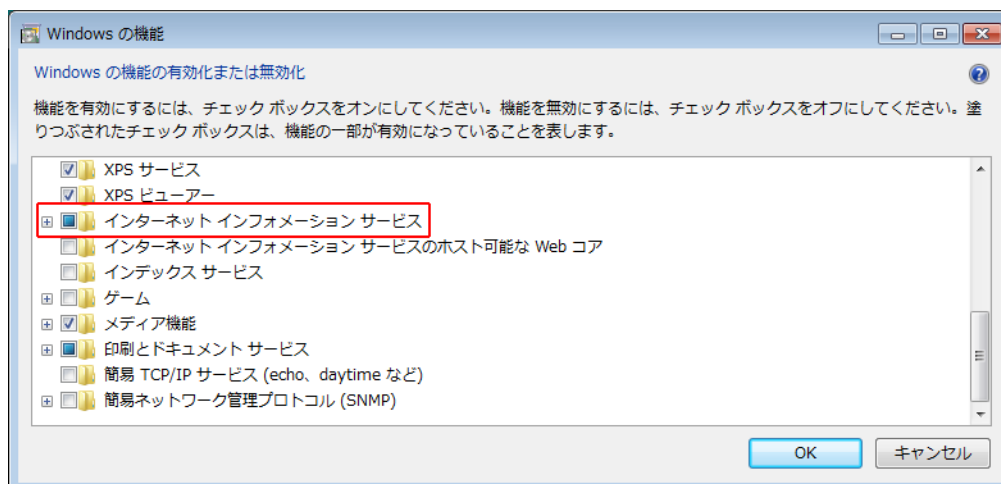 Windows の機能
Windows の機能の有効化または無効化
機能を有効にするには、チェック ボックスをオンにしてください。機能を無効にするには、チェック ボックスをオフにしてください。塗
りつぶされたチェック ボックスは、機能の一部が有効になっていることを表します。
XPS サービス
XPS ビューアー
インターネット インフォメーション サービス
インターネット インフォメーション サービスのホスト可能な Web コア
インデックス サービス
ゲーム
メディア機能
印刷とドキュメント サービス
簡易 TCP/IP サービス (echo、daytime など)
簡易ネットワーク管理プロトコル (SNMP)
OK
キャンセル